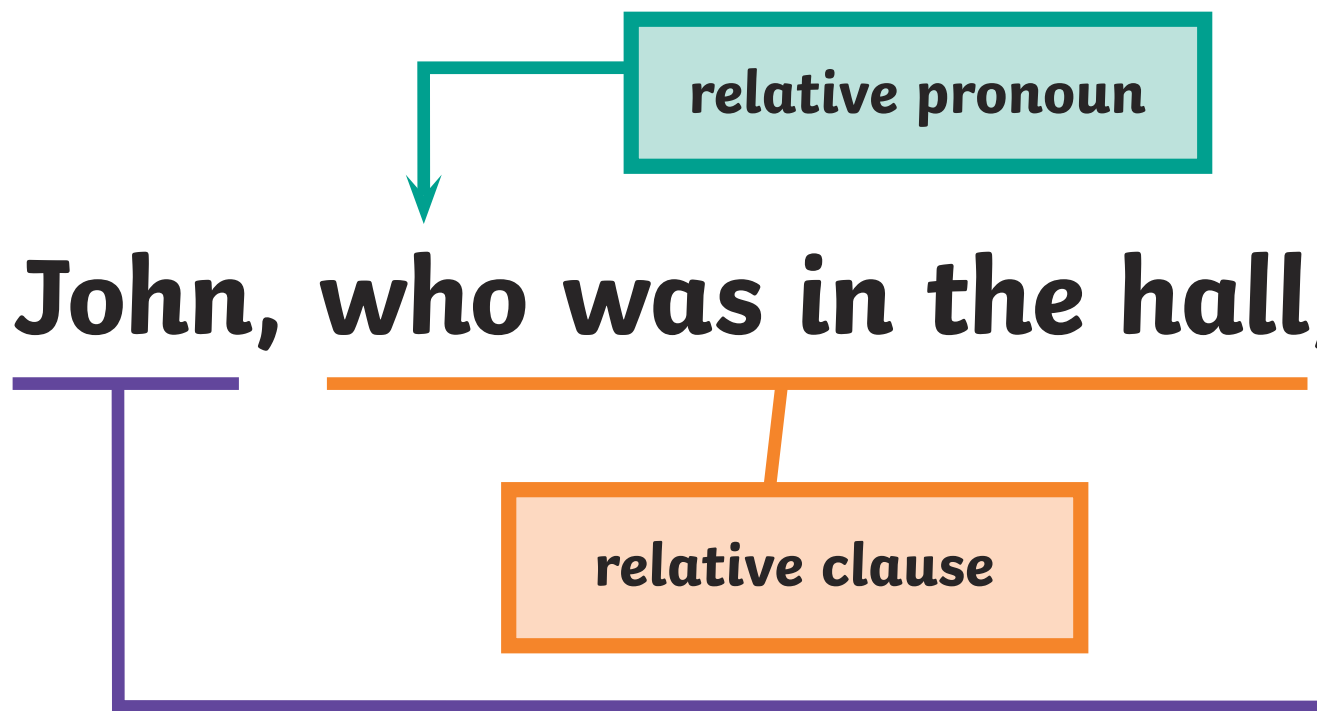 relative pronoun
John, who was in the hall,
relative clause